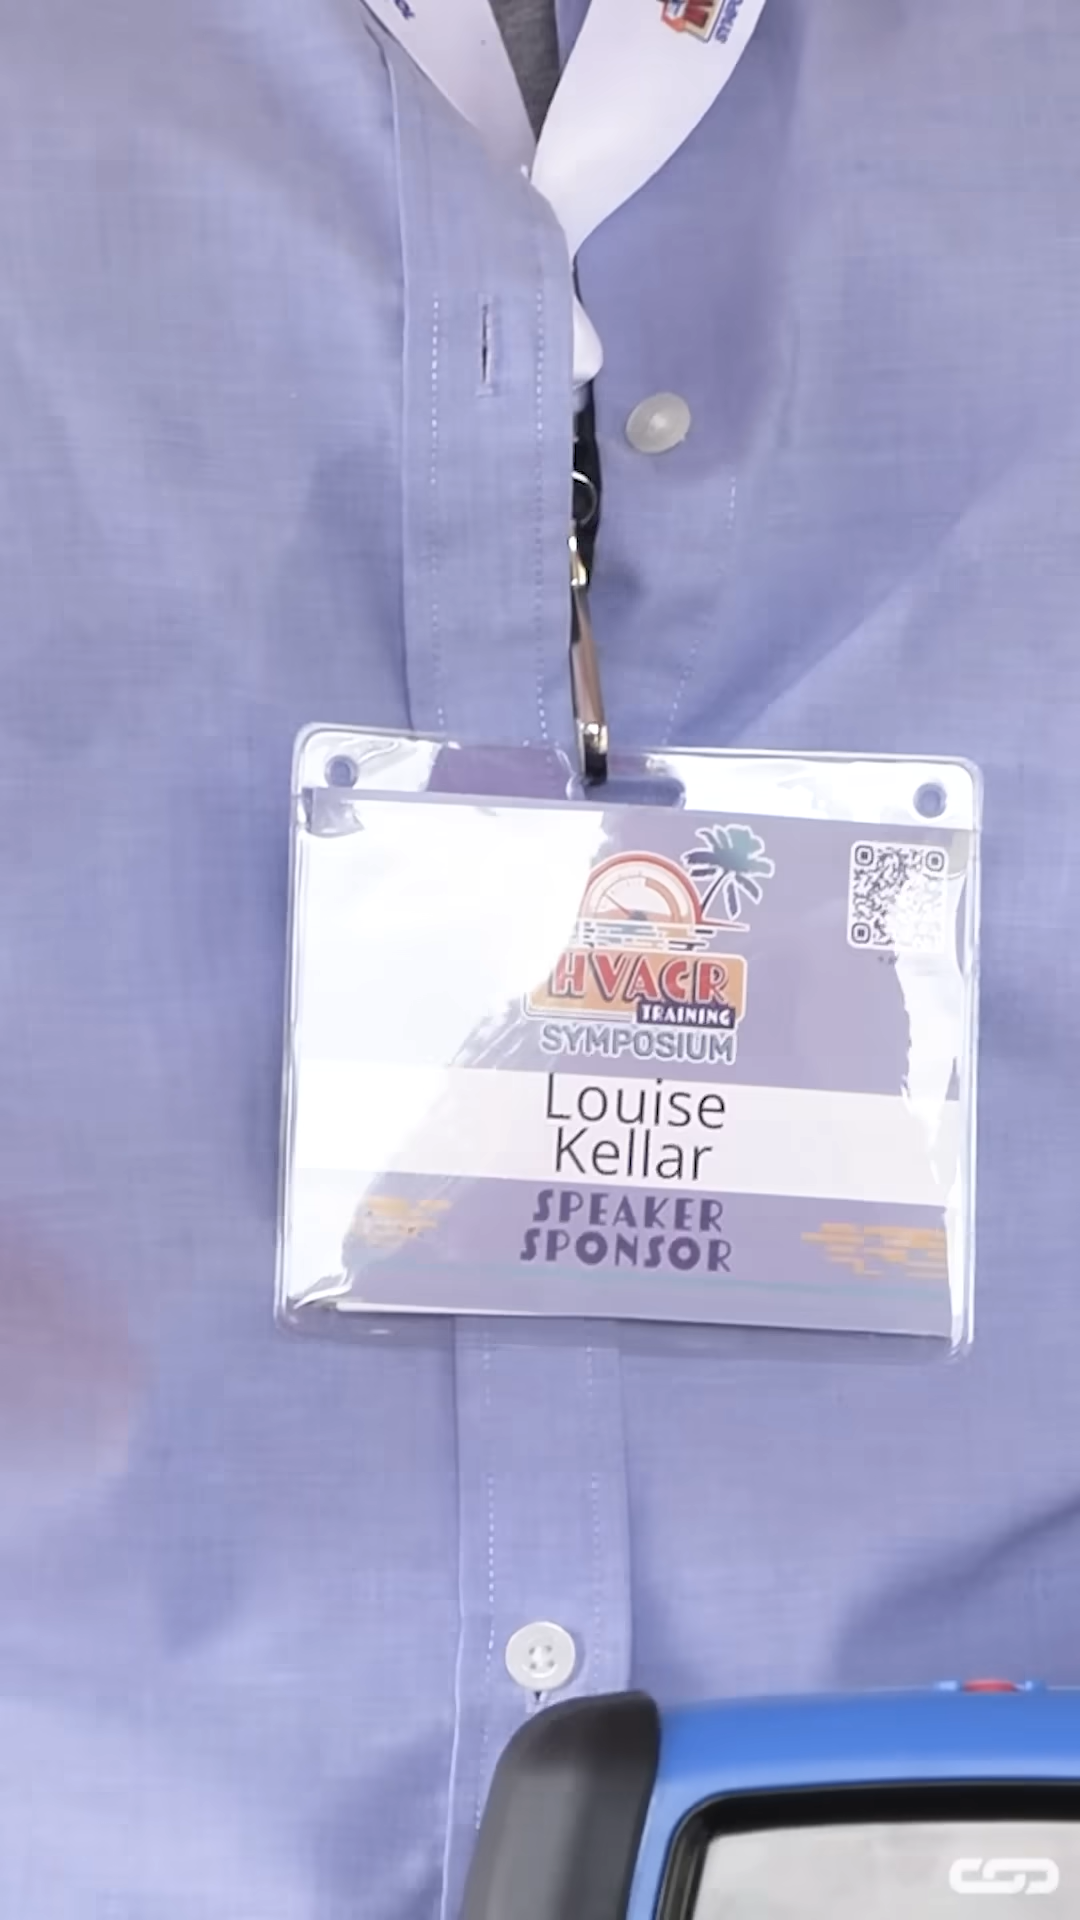 HVACR
TRAINING
SYMPOSIUM
Louise
Kellar
SPEAKER
SPONSOR